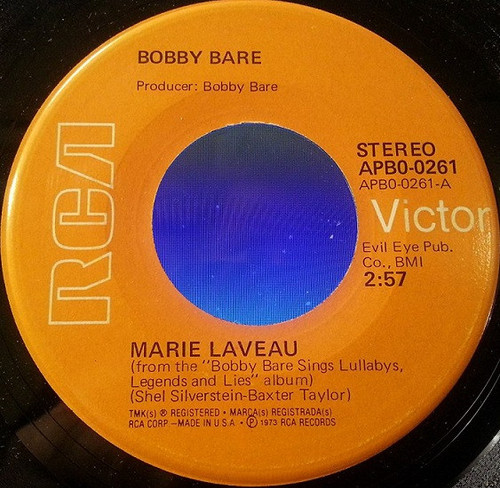 BOBBY BARE
Producer: Bobby Bare
RCA
STEREO
APBO-0261
APBO-0261-A
Victor
Evil Eye Pub.
Co., BMI
2:57
MARIE LAVEAU
(from the "Bobby Bare Sings Lullabys,
Legends and Lies" album)
(Shel Silverstein-Baxter Taylor)
TMK(s) ® REGISTERED • MARCA(s) REGISTRADA(s)
RCA CORP.—MADE IN U.S.A. • Ⓟ 1973 RCA RECORDS